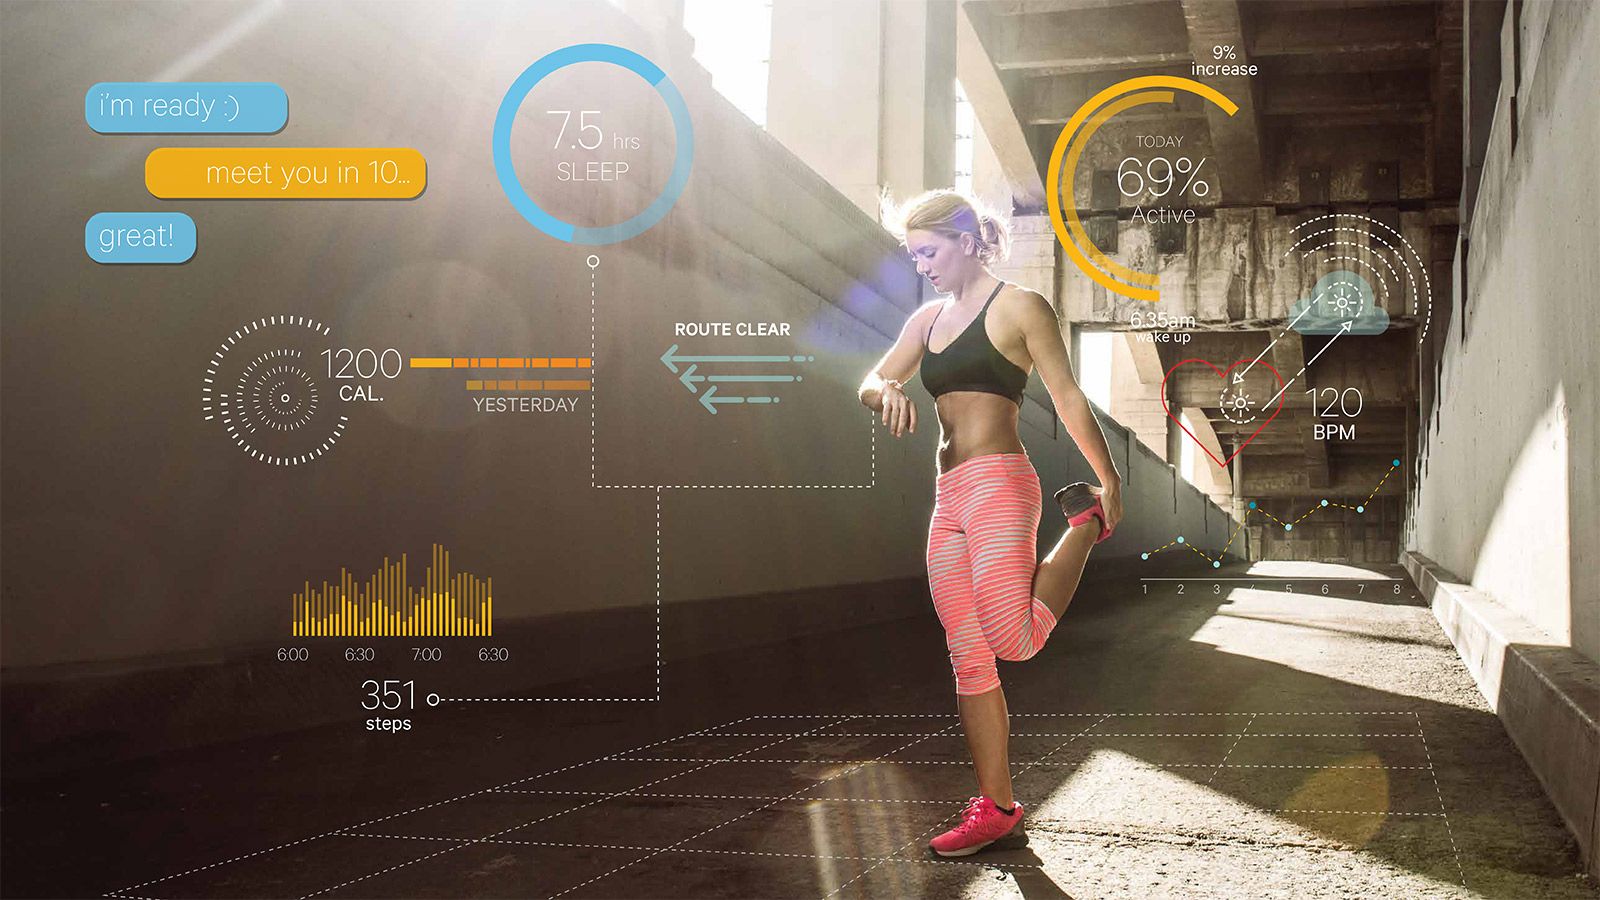 i'm ready :)
meet you in 10...
great!
7.5 hrs
SLEEP
9%
increase
TODAY
69%
Active
6.35am
wake up
1200
CAL.
YESTERDAY
ROUTE CLEAR
120
BPM
1 2 3 4 5 6 7 8
6:00 6:30 7:00 6:30
351
steps